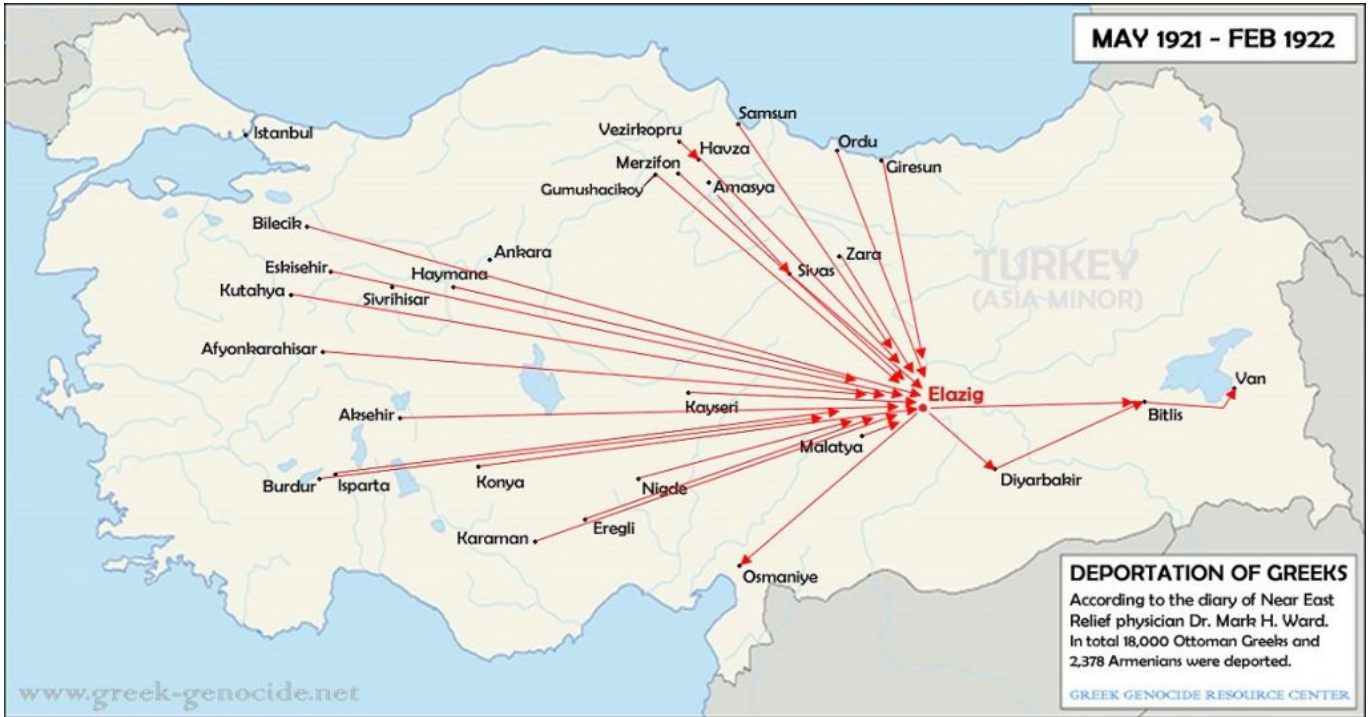 MAY 1921 - FEB 1922
Samsun
Istanbul
Vezirkopru
Havza
Ordu
Giresun
Merzifon
Amasya
Gumushacikoy
Bilecik
Ankara
Zara
Sivas
Eskisehir
Haymana
TURKEY
(ASIA MINOR)
Kutahya
Sivrihisar
Afyonkarahisar
Elazig
Van
Kayseri
Aksehir
Bitlis
Malatya
Burdur
Isparta
Konya
Nigde
Diyarbakir
Eregli
Karaman
Osmaniye
DEPORTATION OF GREEKS
According to the diary of Near East
Relief physician Dr. Mark H. Ward.
In total 18,000 Ottoman Greeks and
2,378 Armenians were deported.
GREEK GENOCIDE RESOURCE CENTER
www.greek-genocide.net